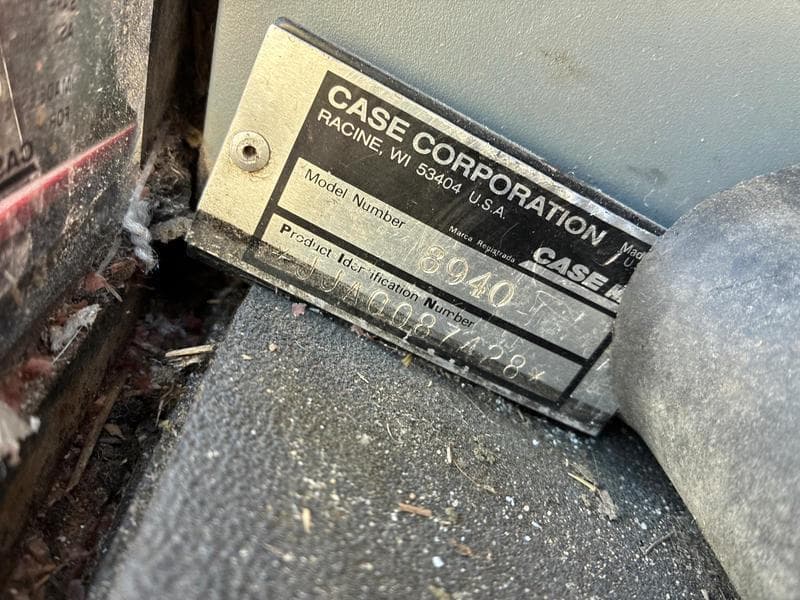 CASE CORPORATION
RACINE, WI 53404 U.S.A.
Marca Registrada
CASE
Model Number
8940
Product Identification Number
*JJA0087428*